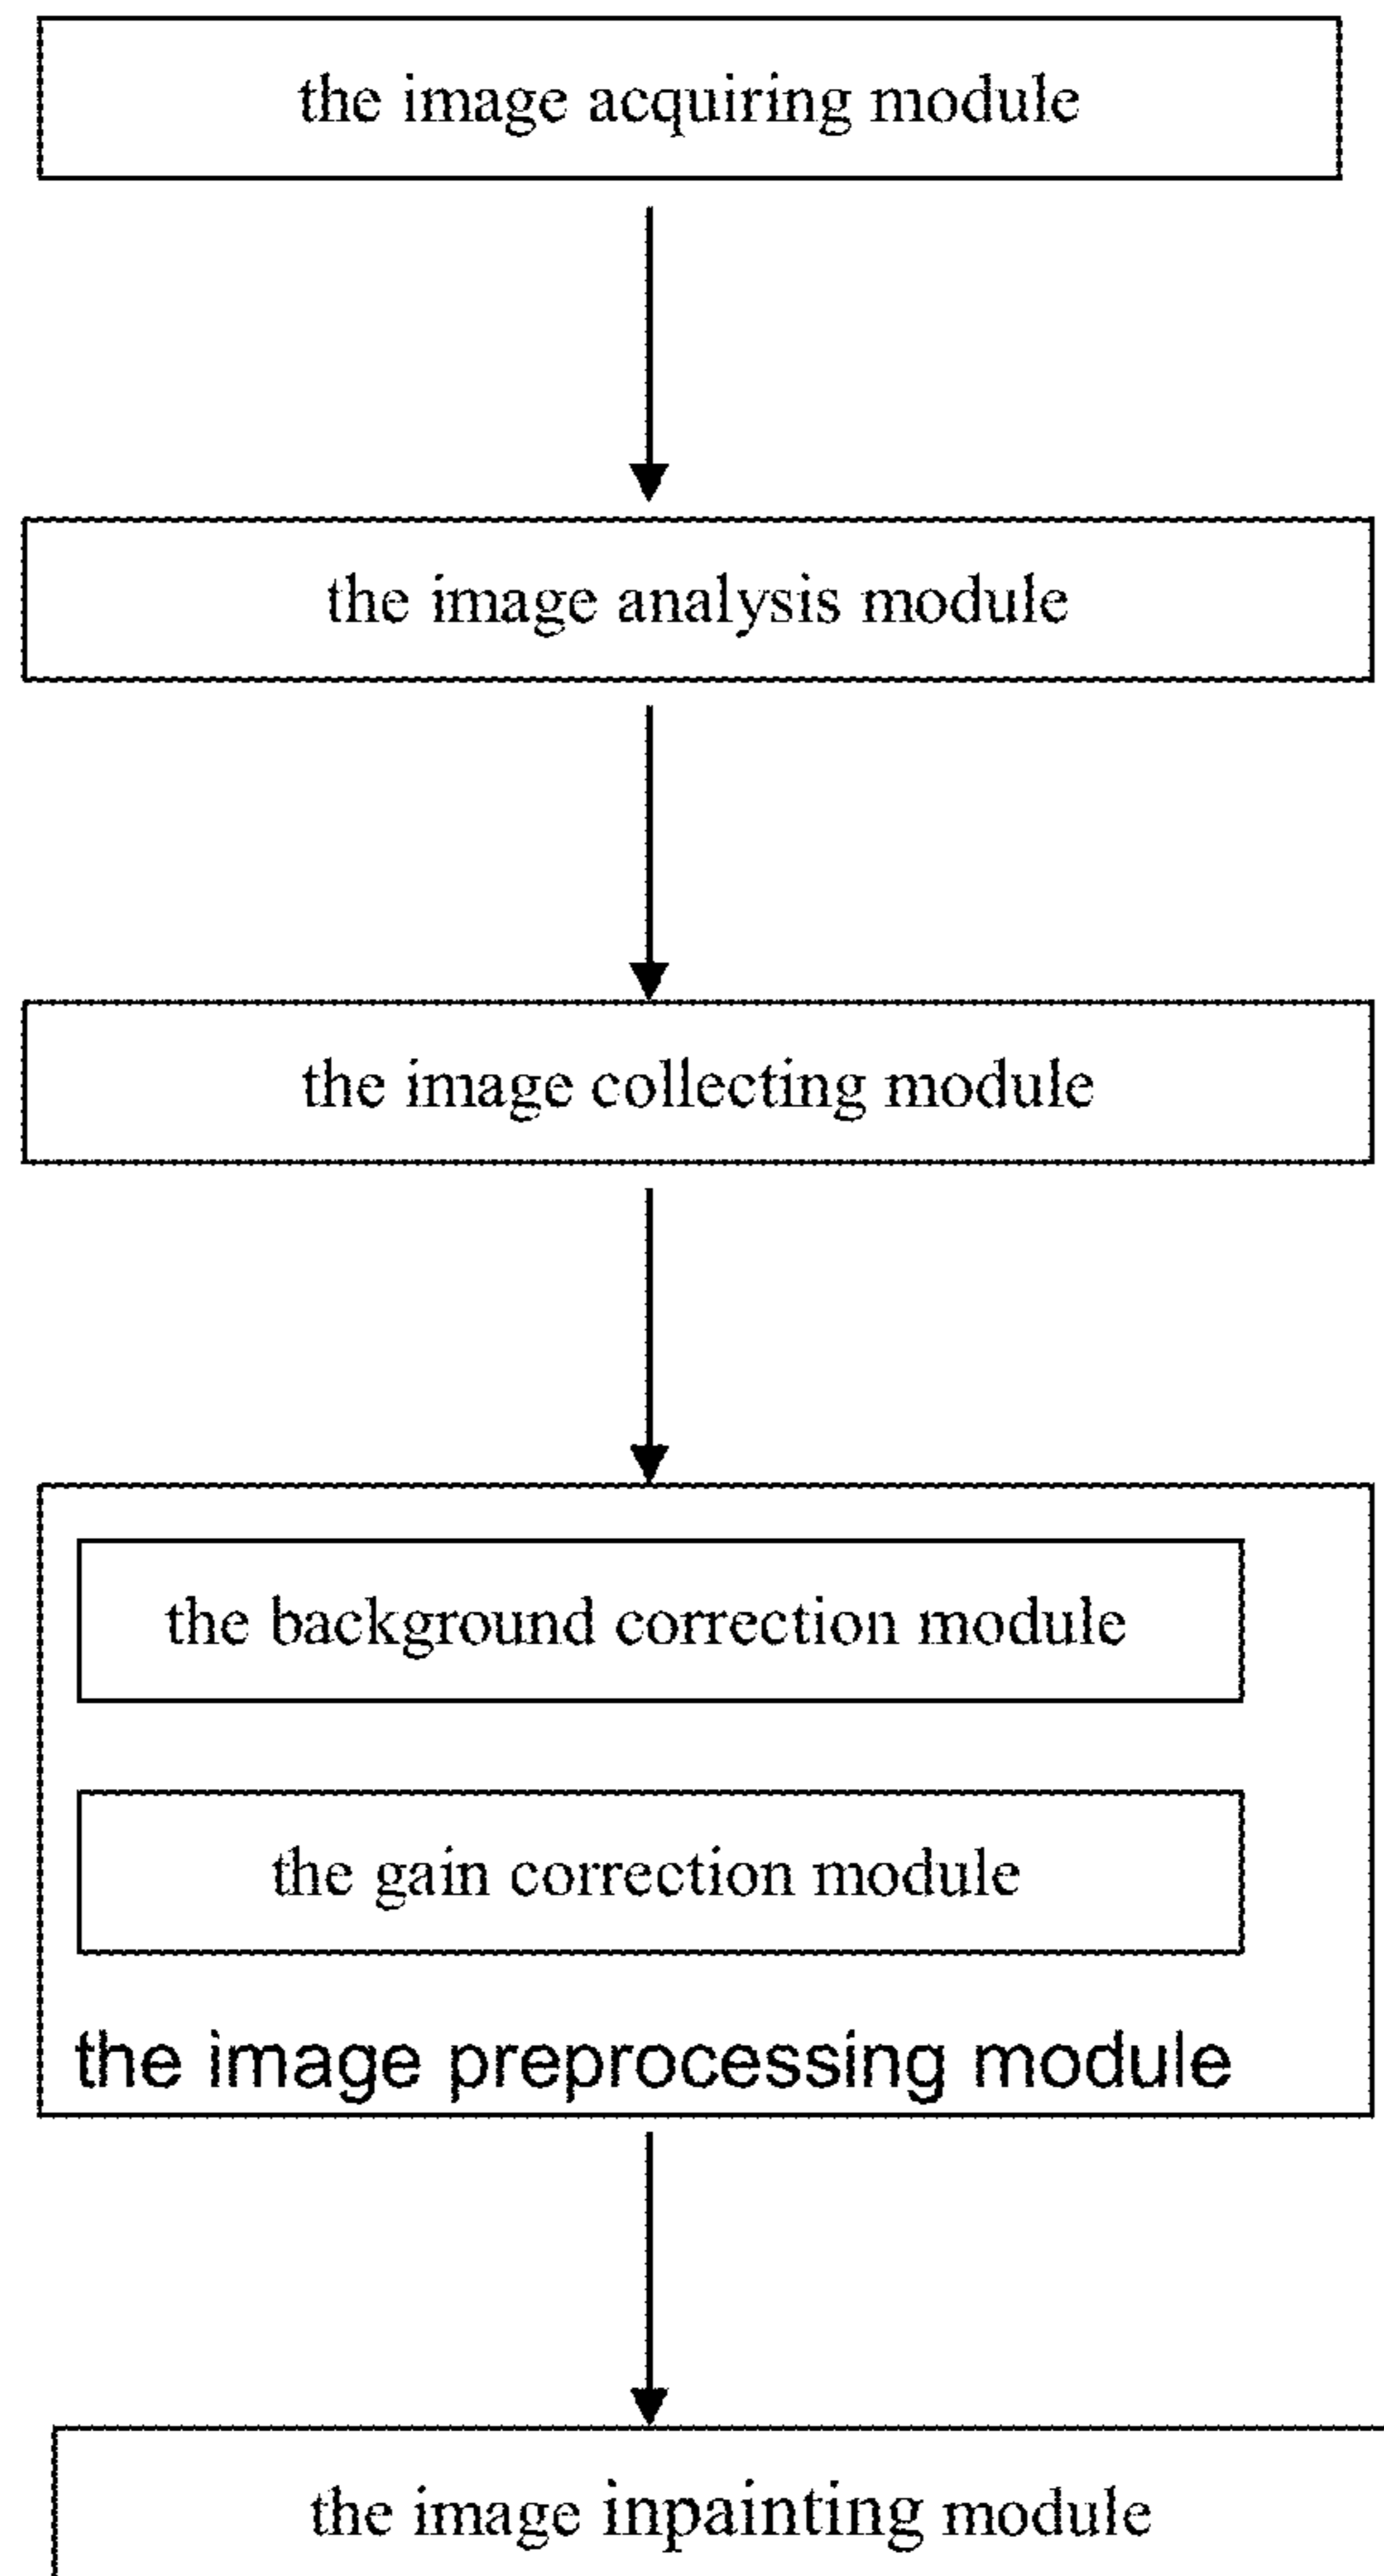 the image acquiring module
the image analysis module
the image collecting module
the background correction module
the gain correction module
the image preprocessing module
the image inpainting module